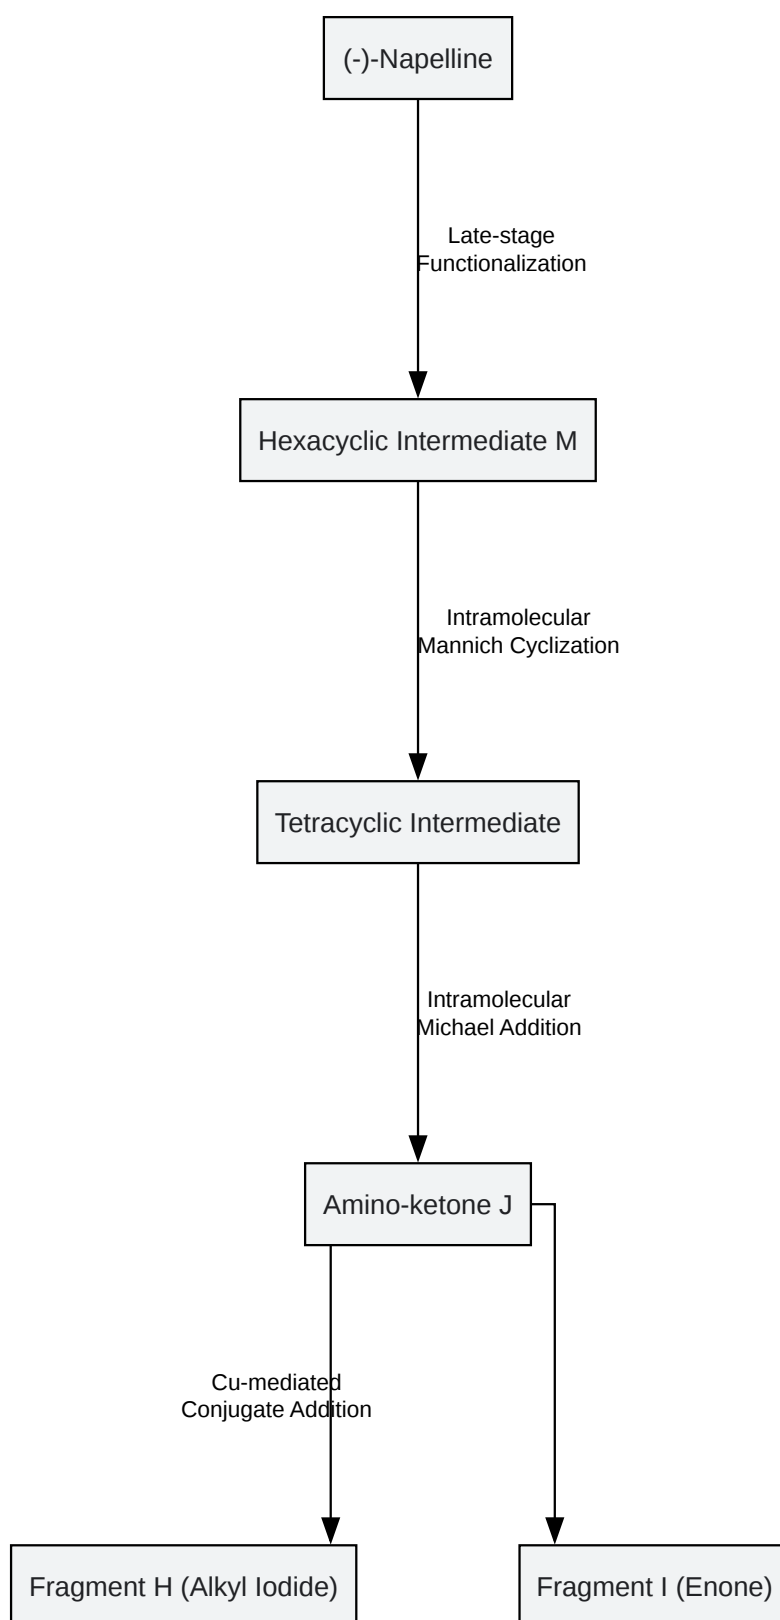 (-)-Napelline
Late-stage
Functionalization
Hexacyclic Intermediate M
Intramolecular
Mannich Cyclization
Tetracyclic Intermediate
Intramolecular
Michael Addition
Amino-ketone J
Cu-mediated
Conjugate Addition
Fragment H (Alkyl Iodide)
Fragment I (Enone)